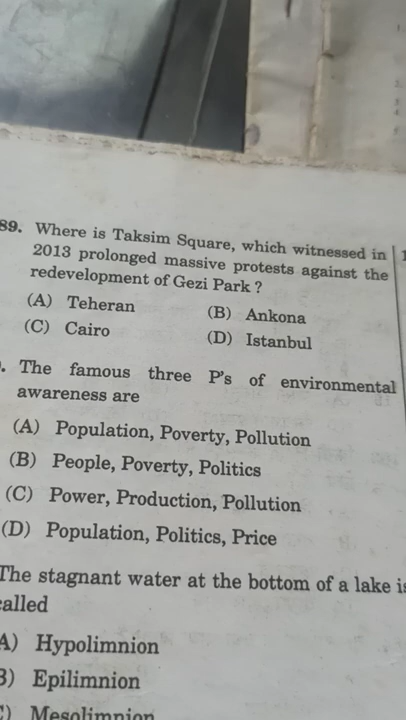 89. Where is Taksim Square, which witnessed in
2013 prolonged massive protests against the
redevelopment of Gezi Park ?
(A) Teheran (B) Ankona
(C) Cairo (D) Istanbul
. The famous three P's of environmental
awareness are
(A) Population, Poverty, Pollution
(B) People, Poverty, Politics
(C) Power, Production, Pollution
(D) Population, Politics, Price
The stagnant water at the bottom of a lake is
called
A) Hypolimnion
B) Epilimnion
C) Mesolimnion